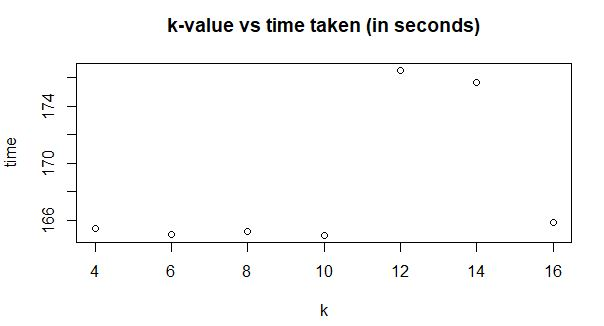 k-value vs time taken (in seconds)
time
174
170
166
4 6 8 10 12 14 16
k